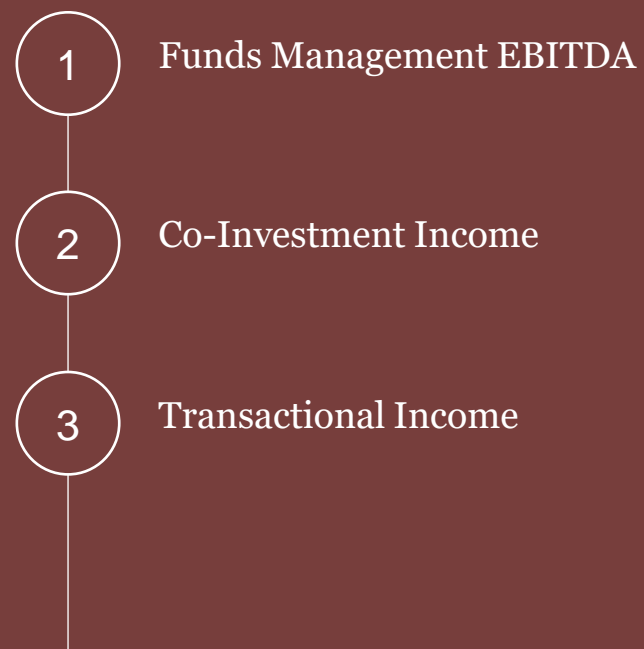 1 Funds Management EBITDA
2 Co-Investment Income
3 Transactional Income